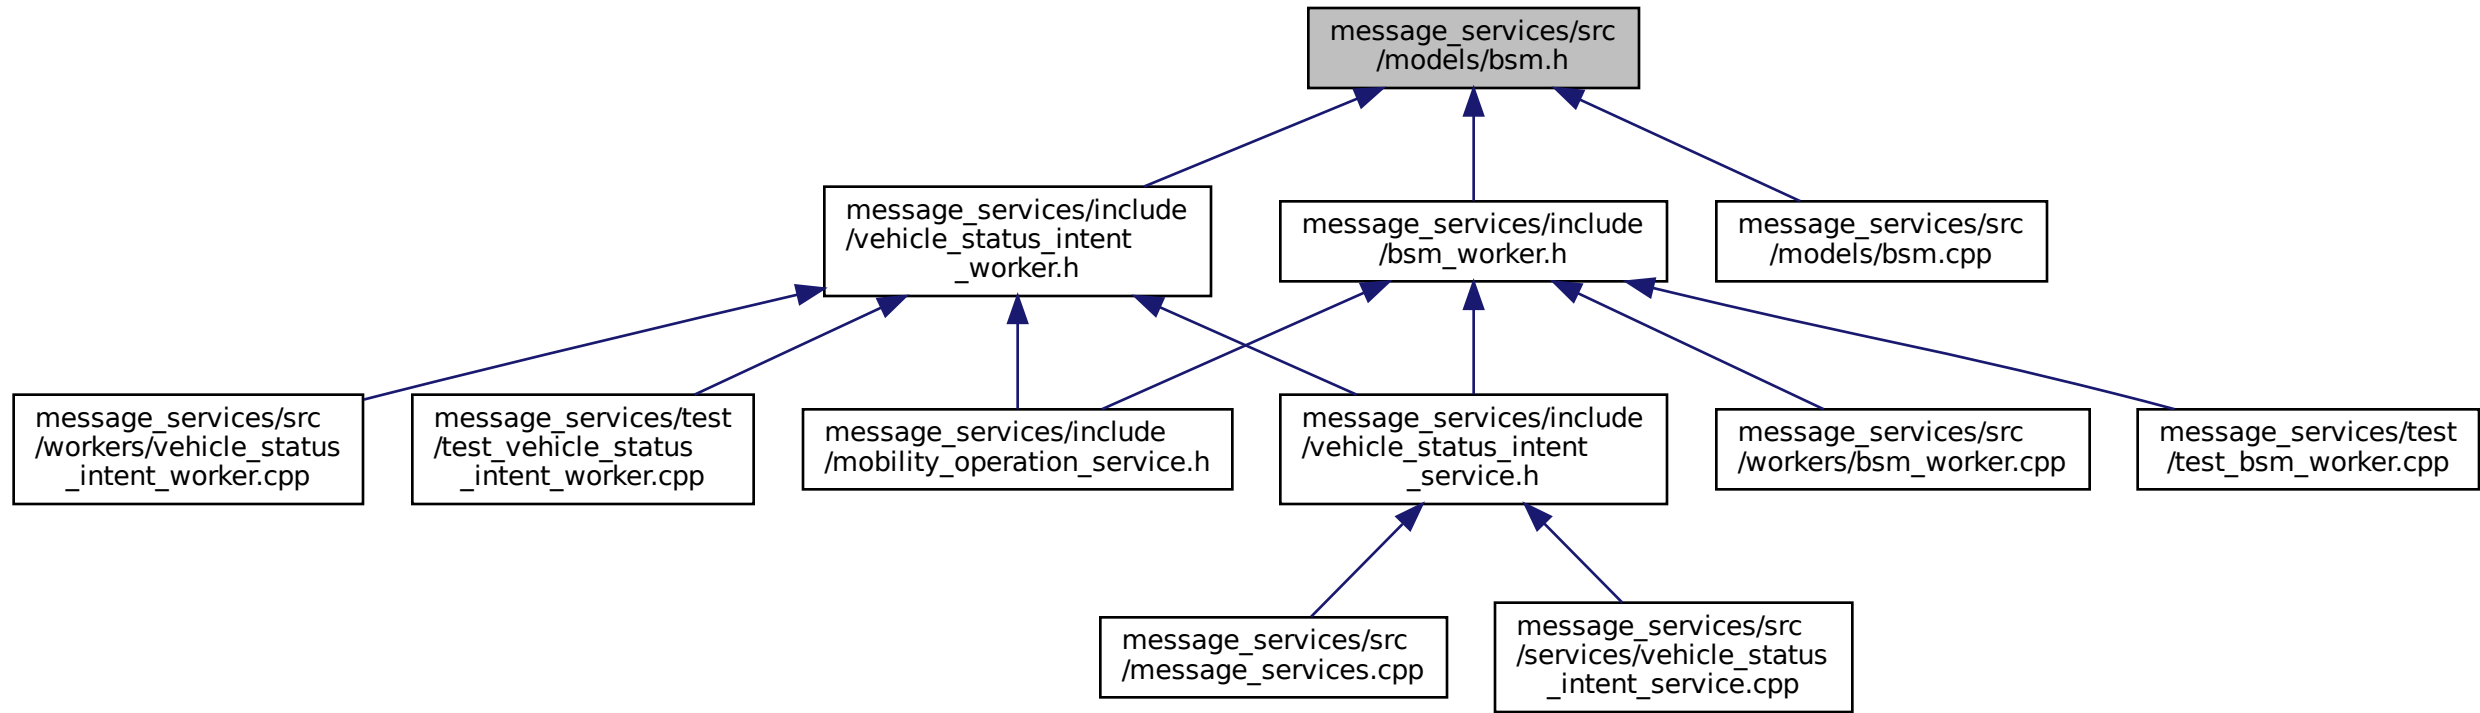 message_services/src
/models/bsm.h
message_services/include
/vehicle_status_intent
_worker.h
message_services/include
/bsm_worker.h
message_services/src
/models/bsm.cpp
message_services/src
/workers/vehicle_status
_intent_worker.cpp
message_services/test
/test_vehicle_status
_intent_worker.cpp
message_services/include
/mobility_operation_service.h
message_services/include
/vehicle_status_intent
_service.h
message_services/src
/workers/bsm_worker.cpp
message_services/test
/test_bsm_worker.cpp
message_services/src
/message_services.cpp
message_services/src
/services/vehicle_status
_intent_service.cpp